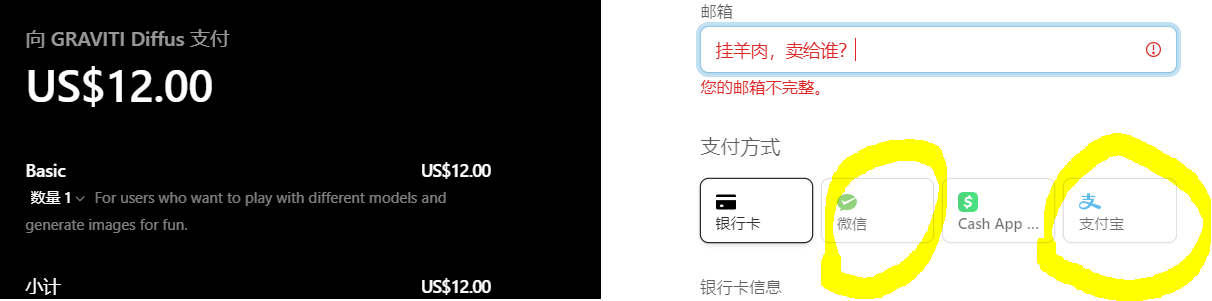 向 GRAVITI Diffus 支付
US$12.00
Basic US$12.00
数量 1 For users who want to play with different models and
generate images for fun.
小计 US$12.00
邮箱
挂羊肉，卖给谁？
您的邮箱不完整。
支付方式
银行卡 微信 Cash App ... 支付宝
银行卡信息